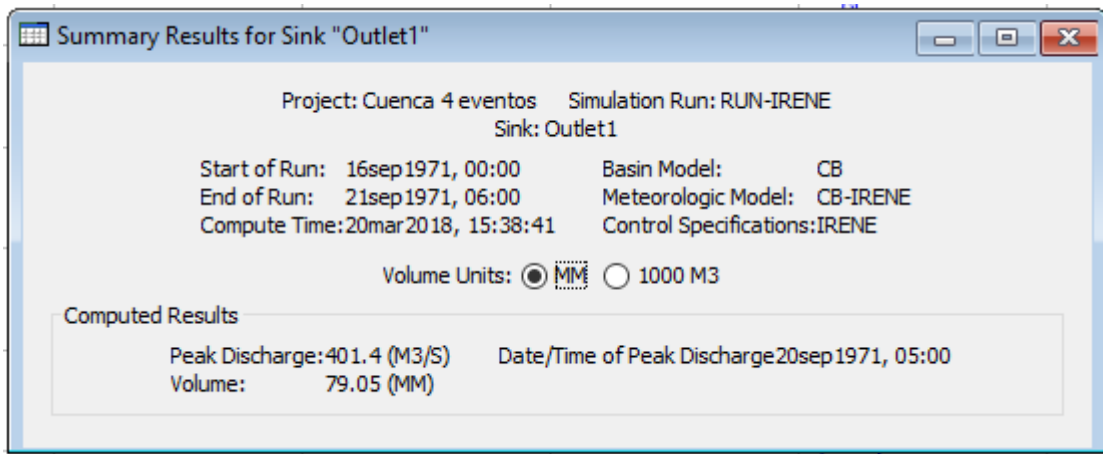 Summary Results for Sink "Outlet1"
Project: Cuenca 4 eventos Simulation Run: RUN-IRENE
Sink: Outlet1
Start of Run: 16sep1971, 00:00 Basin Model: CB
End of Run: 21sep1971, 06:00 Meteorologic Model: CB-IRENE
Compute Time:20mar2018, 15:38:41 Control Specifications:IRENE
Volume Units: MM 1000 M3
Computed Results
Peak Discharge:401.4 (M3/S) Date/Time of Peak Discharge20sep1971, 05:00
Volume: 79.05 (MM)